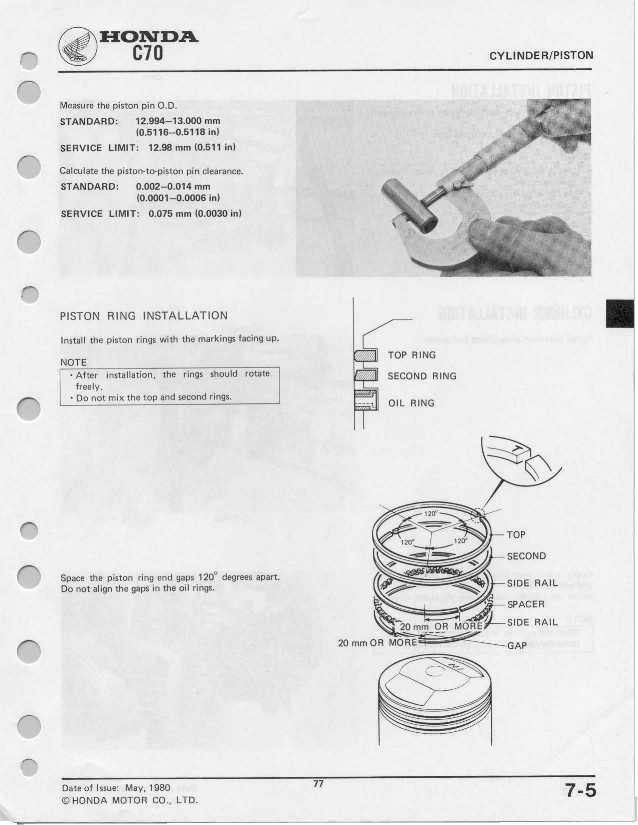 HONDA
C70
CYLINDER/PISTON
Measure the piston pin O.D.
STANDARD: 12.994—13.000 mm
(0.5116—0.5118 in)
SERVICE LIMIT: 12.98 mm (0.511 in)
Calculate the piston-to-piston pin clearance.
STANDARD: 0.002—0.014 mm
(0.0001—0.0006 in)
SERVICE LIMIT: 0.075 mm (0.0030 in)
PISTON RING INSTALLATION
Install the piston rings with the markings facing up.
NOTE
• After installation, the rings should rotate
freely.
• Do not mix the top and second rings.
TOP RING
SECOND RING
OIL RING
T
120°
120°
120°
TOP
SECOND
SIDE RAIL
SPACER
SIDE RAIL
20 mm OR MORE
20 mm OR MORE
GAP
IN
Space the piston ring end gaps 120° degrees apart.
Do not align the gaps in the oil rings.
Date of Issue: May, 1980
© HONDA MOTOR CO., LTD.
77
7-5